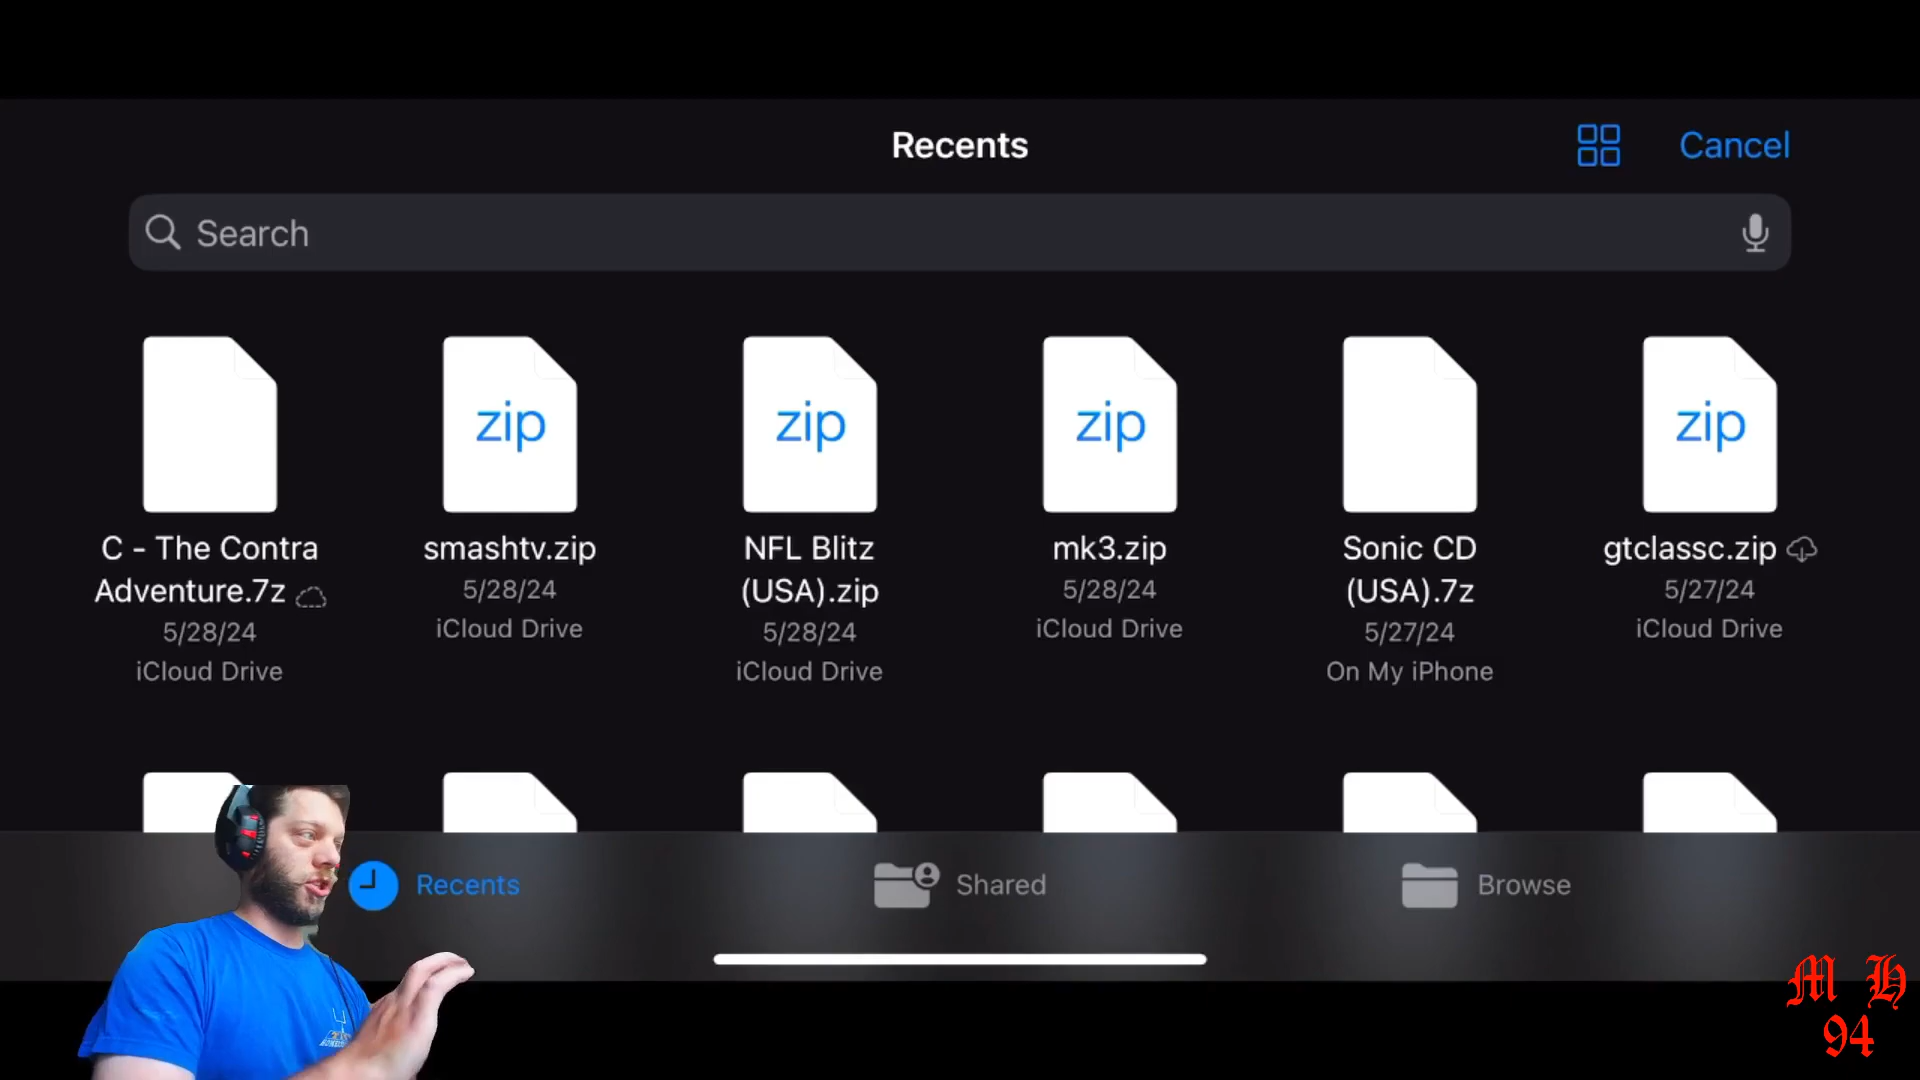 Recents
Cancel
Search
zip
zip
zip
zip
C - The Contra
Adventure.7z
5/28/24
iCloud Drive
smashtv.zip
5/28/24
iCloud Drive
NFL Blitz
(USA).zip
5/28/24
iCloud Drive
mk3.zip
5/28/24
iCloud Drive
Sonic CD
(USA).7z
5/27/24
On My iPhone
gtclassc.zip
5/27/24
iCloud Drive
Recents
Shared
Browse
M H
94